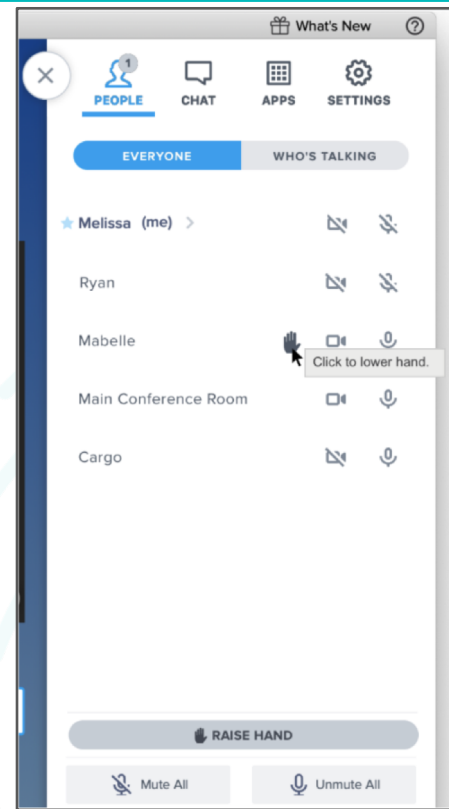 What's New ?
1
PEOPLE CHAT APPS SETTINGS
EVERYONE WHO'S TALKING
Melissa (me) >
Ryan
Mabelle
Click to lower hand.
Main Conference Room
Cargo
RAISE HAND
Mute All Unmute All